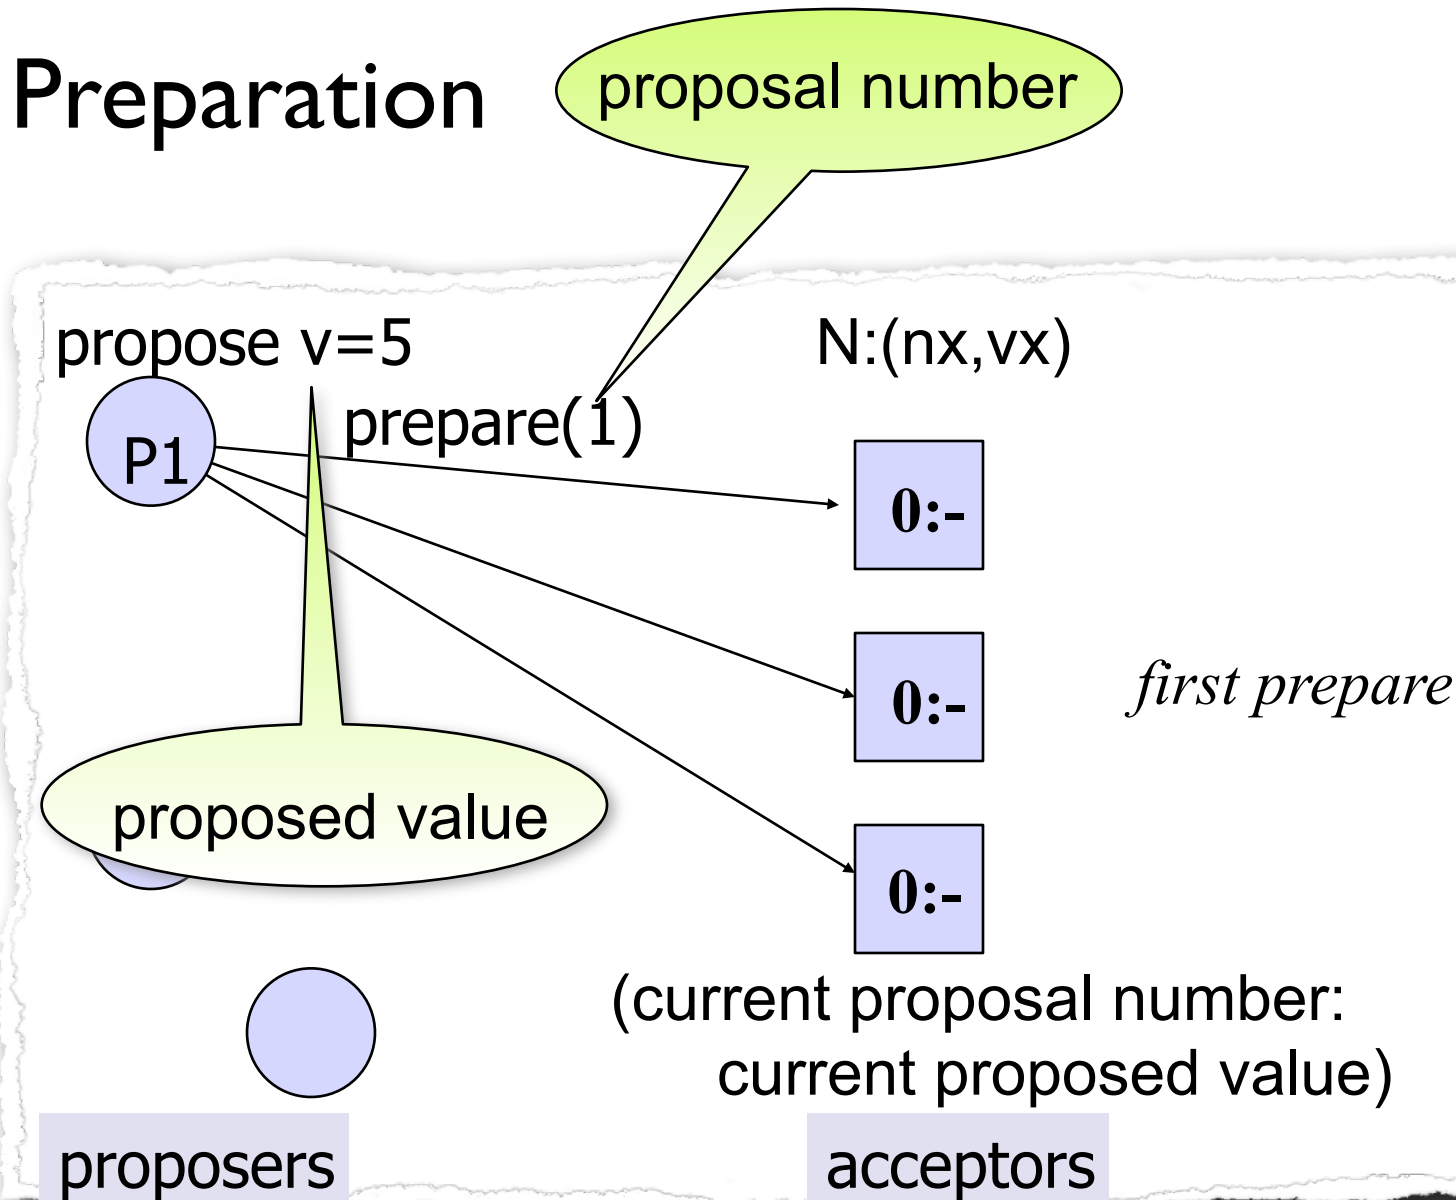 Preparation
proposal number
propose v=5
N:(nx,vx)
prepare(1)
P1
0:-
0:-
first prepare
proposed value
0:-
(current proposal number:
current proposed value)
proposers
acceptors